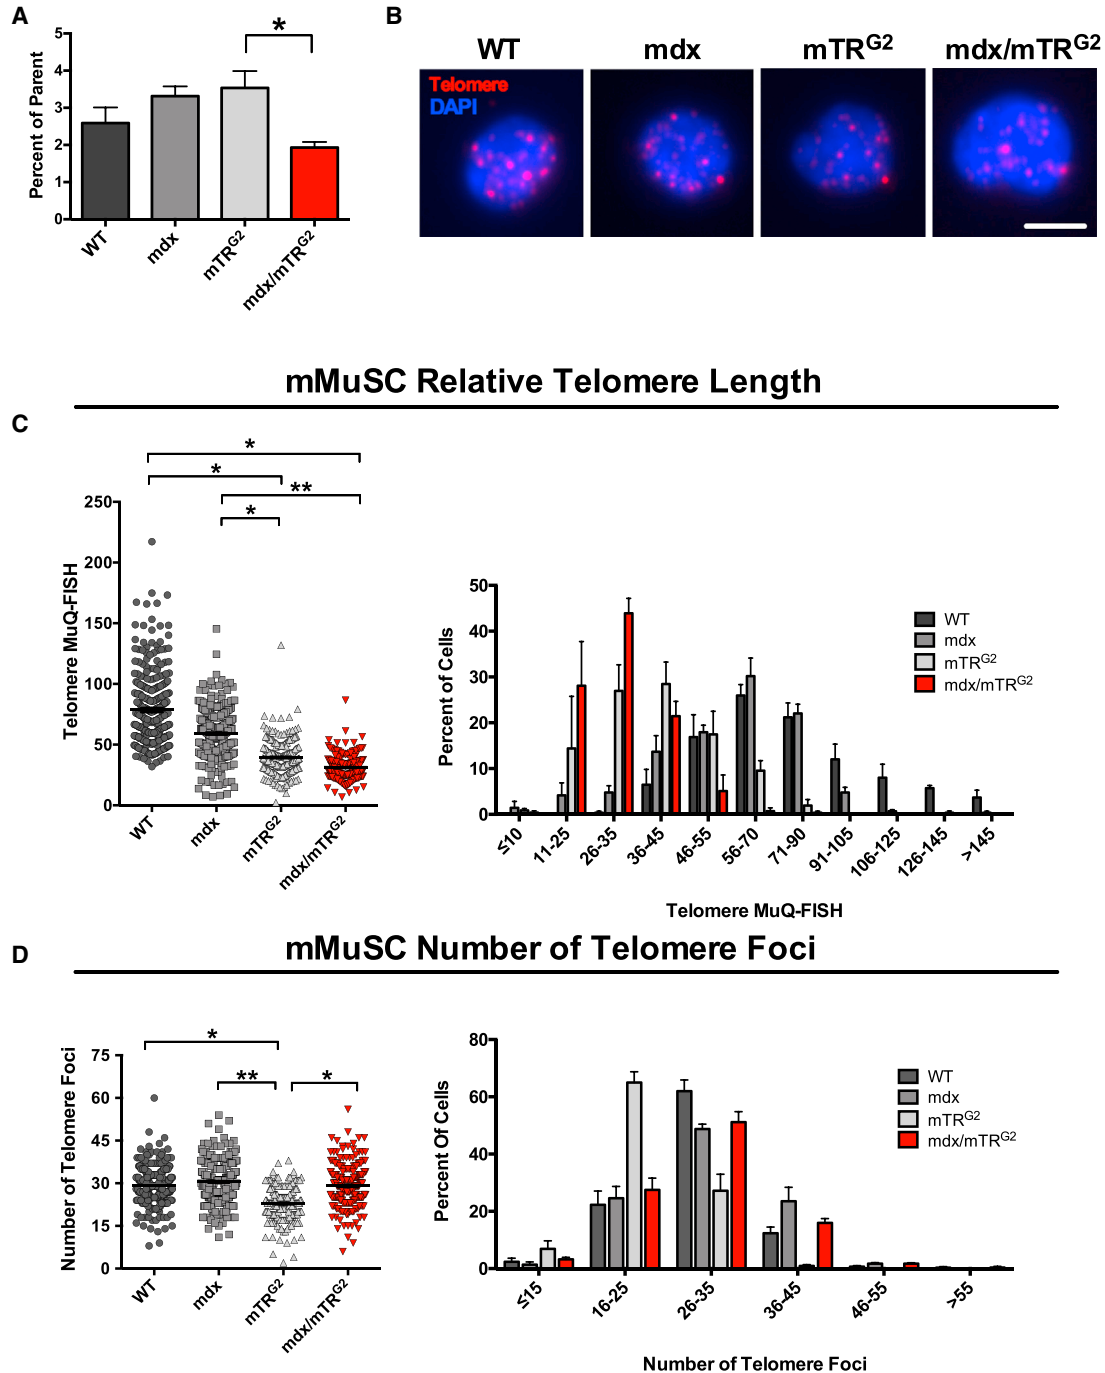 A
Percent of Parent
5
4
3
2
1
0
WT
mdx
mTRG2
mdx/mTRG2
*
B
WT
mdx
mTRG2
mdx/mTRG2
Telomere
DAPI
mMuSC Relative Telomere Length
C
*
*
**
*
Telomere MuQ-FISH
250
200
150
100
50
0
WT
mdx
mTRG2
mdx/mTRG2
Percent of Cells
50
40
30
20
10
0
≤10
11-25
26-35
36-45
46-55
56-70
71-90
91-105
106-125
126-145
>145
Telomere MuQ-FISH
WT
mdx
mTRG2
mdx/mTRG2
mMuSC Number of Telomere Foci
D
*
**
*
Number of Telomere Foci
75
60
45
30
15
0
WT
mdx
mTRG2
mdx/mTRG2
Percent Of Cells
80
60
40
20
0
≤15
16-25
26-35
36-45
46-55
>55
Number of Telomere Foci
WT
mdx
mTRG2
mdx/mTRG2